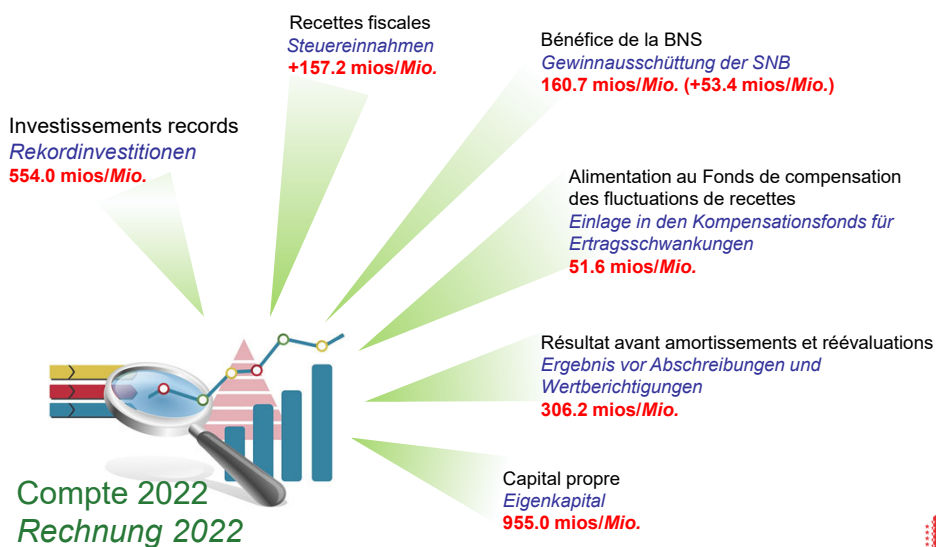 Recettes fiscales
Steuereinnahmen
+157.2 mios/Mio.
Bénéfice de la BNS
Gewinnausschüttung der SNB
160.7 mios/Mio. (+53.4 mios/Mio.)
Investissements records
Rekordinvestitionen
554.0 mios/Mio.
Alimentation au Fonds de compensation
des fluctuations de recettes
Einlage in den Kompensationsfonds für
Ertragsschwankungen
51.6 mios/Mio.
Résultat avant amortissements et réévaluations
Ergebnis vor Abschreibungen und
Wertberichtigungen
306.2 mios/Mio.
Capital propre
Eigenkapital
955.0 mios/Mio.
Compte 2022
Rechnung 2022